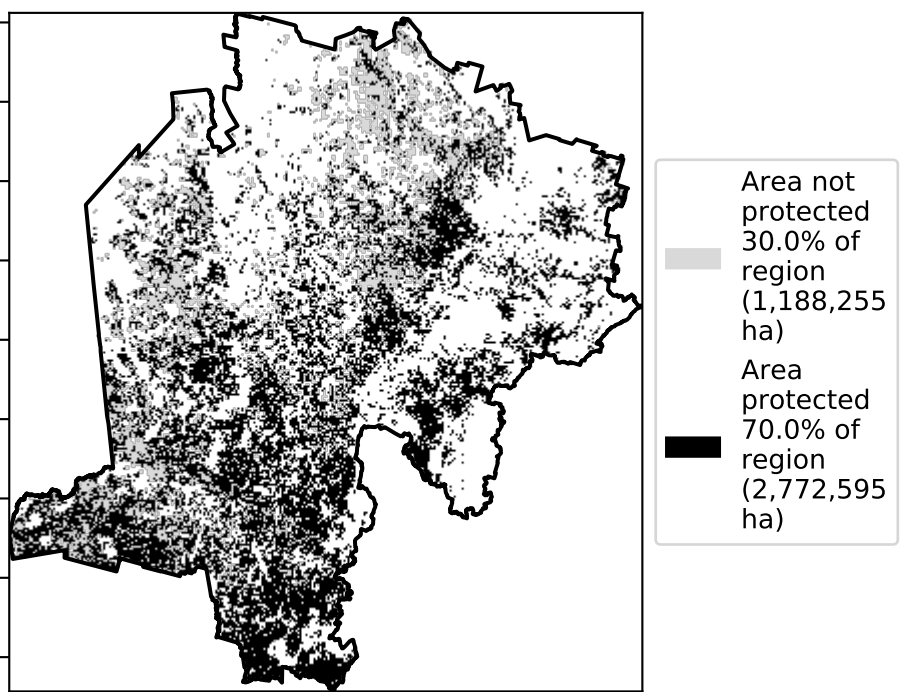 Area not
protected
30.0% of
region
(1,188,255
ha)
Area
protected
70.0% of
region
(2,772,595
ha)